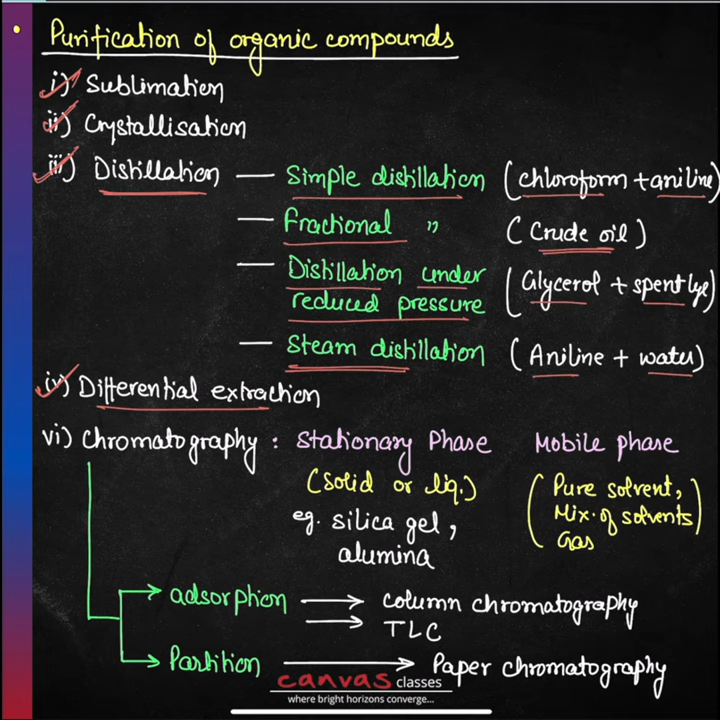 Purification of organic compounds
i) Sublimation
ii) Crystallisation
iii) Distillation — Simple distillation (chloroform + aniline)
— Fractional " (Crude oil)
— Distillation under reduced pressure (Glycerol + spent lye)
— Steam distillation (Aniline + water)
iv) Differential extraction
vi) Chromatography : Stationary Phase Mobile phase
(Solid or liq.) (Pure solvent, Mix. of solvents Gas)
eg. silica gel, alumina
adsorption → column chromatography
→ TLC
Partition → Paper chromatography
canvas classes
where bright horizons converge...